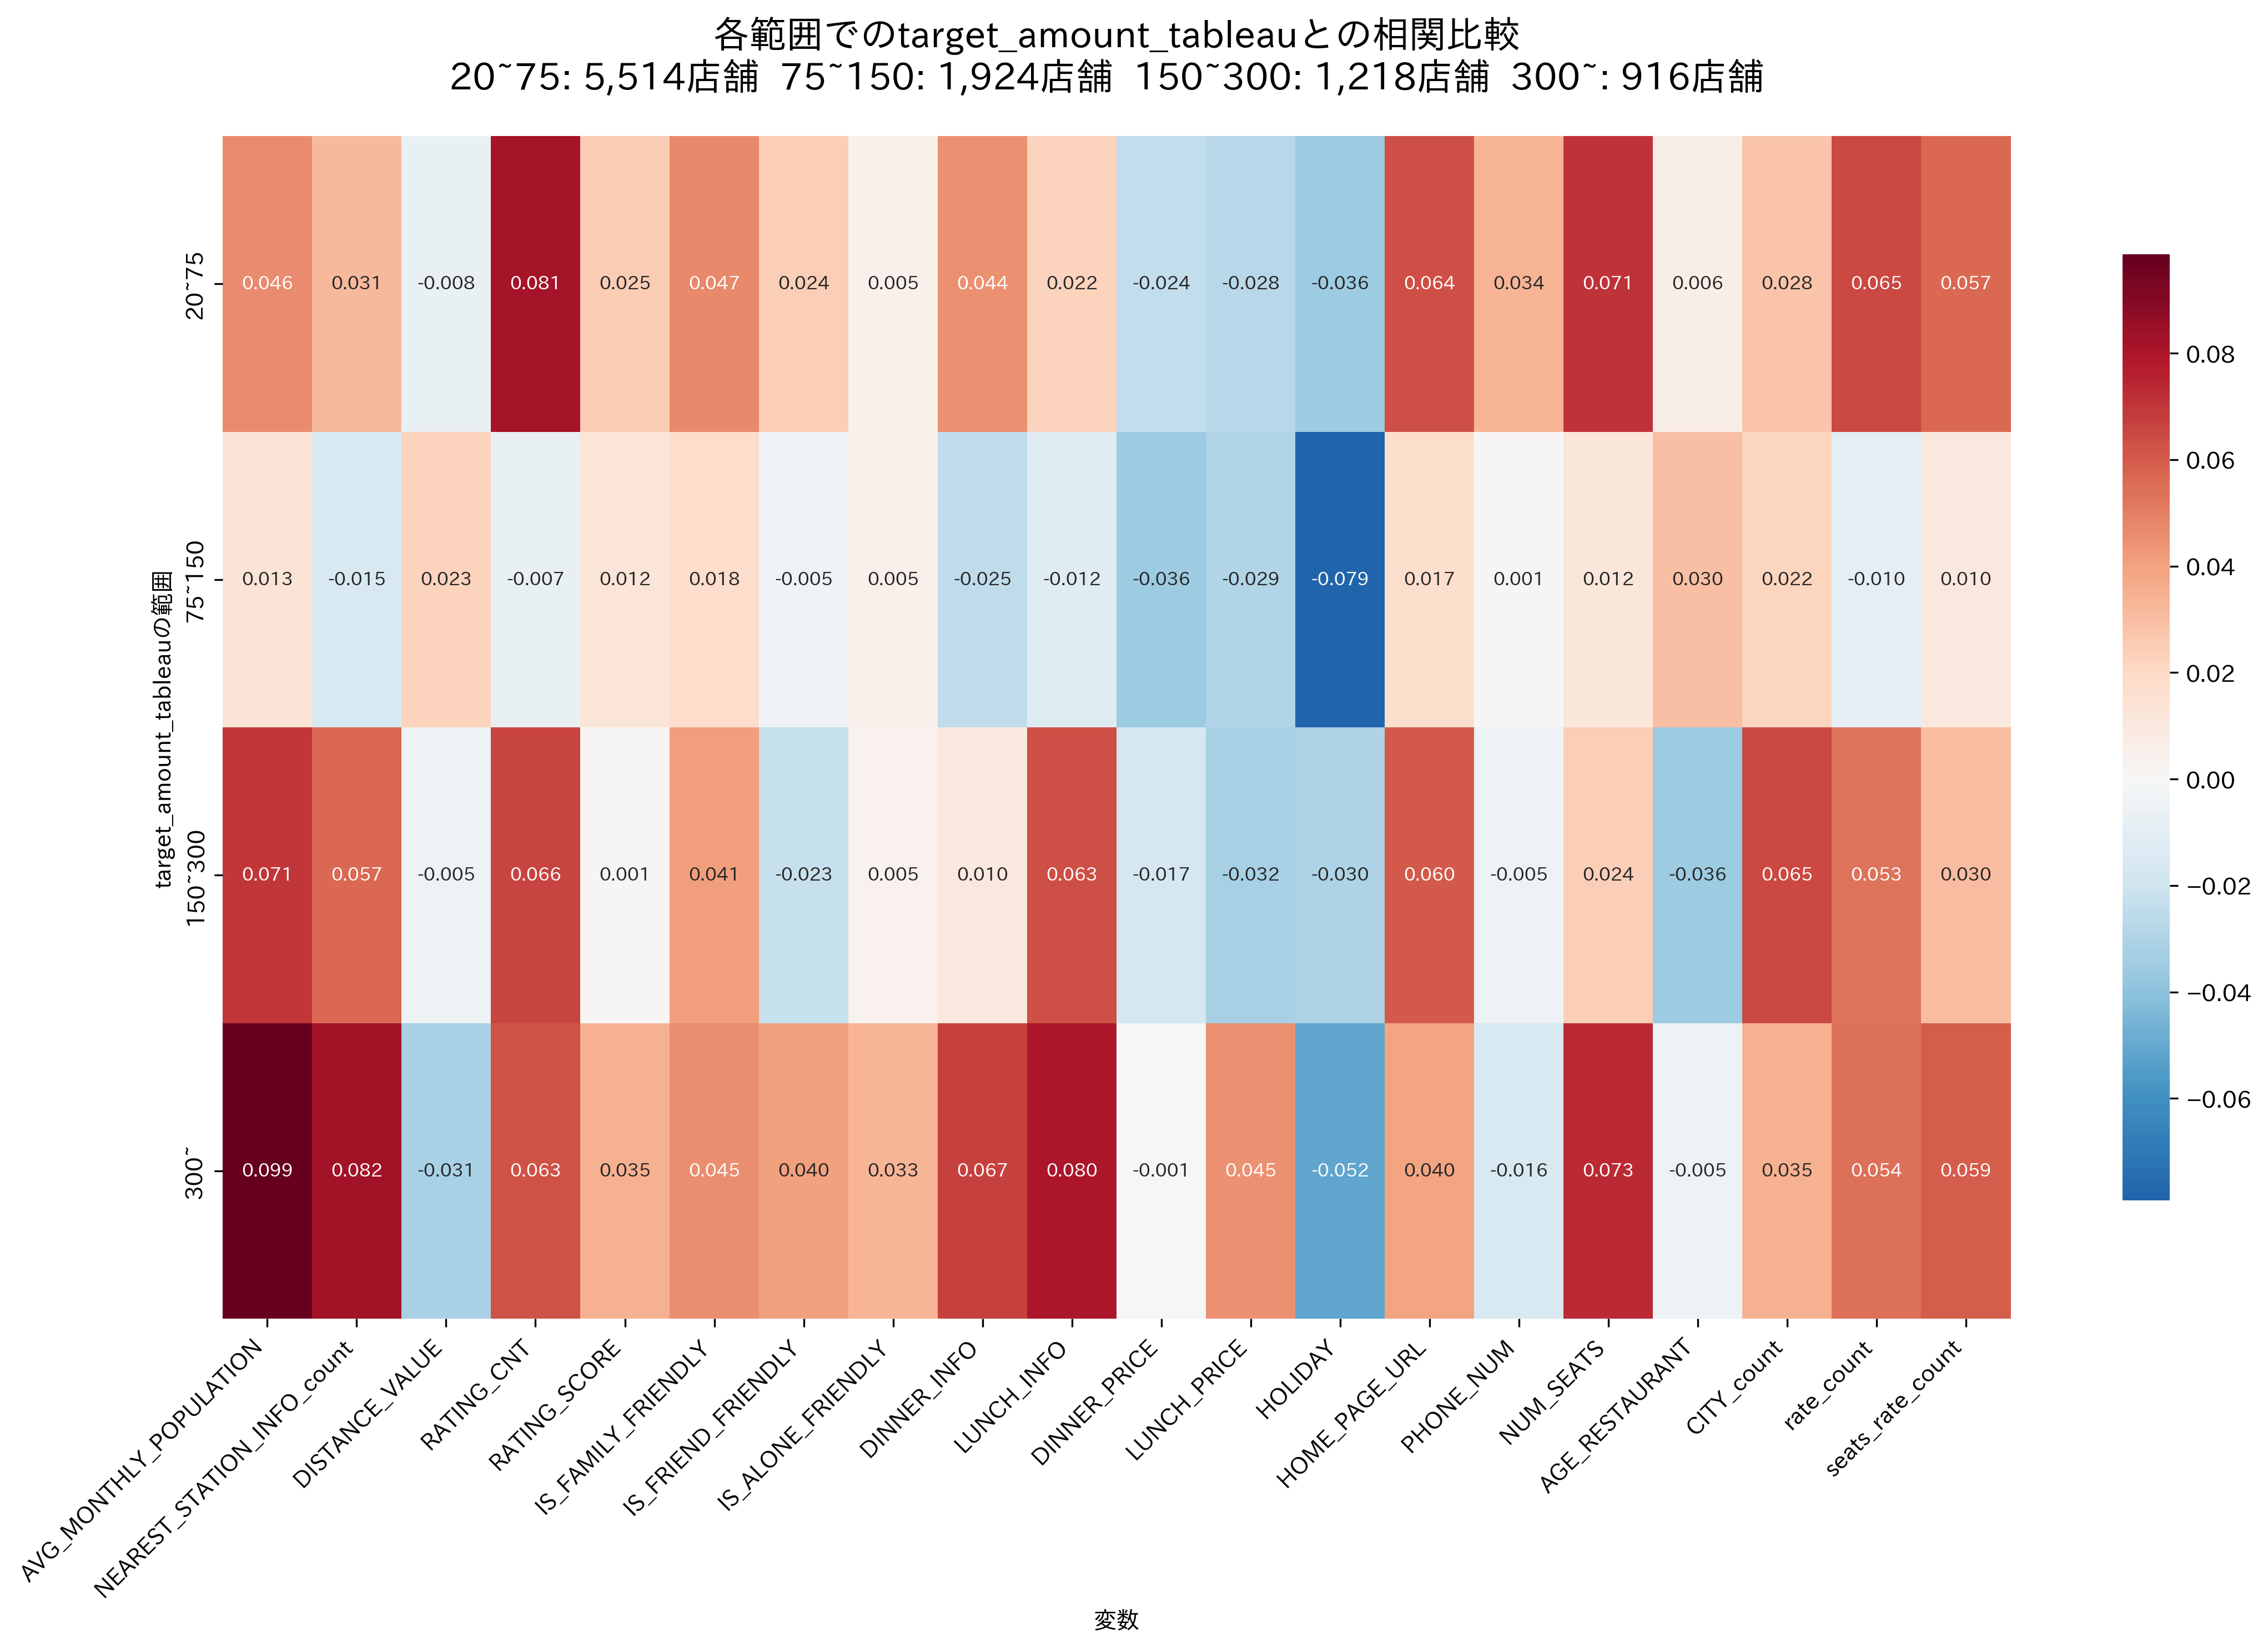 各範囲でのtarget_amount_tableauとの相関比較
20~75: 5,514店舗 75~150: 1,924店舗 150~300: 1,218店舗 300~: 916店舗
target_amount_tableauの範囲
20~75
0.046 0.031 -0.008 0.081 0.025 0.047 0.024 0.005 0.044 0.022 -0.024 -0.028 -0.036 0.064 0.034 0.071 0.006 0.028 0.065 0.057
75~150
0.013 -0.015 0.023 -0.007 0.012 0.018 -0.005 0.005 -0.025 -0.012 -0.036 -0.029 -0.079 0.017 0.001 0.012 0.030 0.022 -0.010 0.010
150~300
0.071 0.057 -0.005 0.066 0.001 0.041 -0.023 0.005 0.010 0.063 -0.017 -0.032 -0.030 0.060 -0.005 0.024 -0.036 0.065 0.053 0.030
300~
0.099 0.082 -0.031 0.063 0.035 0.045 0.040 0.033 0.067 0.080 -0.001 0.045 -0.052 0.040 -0.016 0.073 -0.005 0.035 0.054 0.059
AVG_MONTHLY_POPULATION
NEAREST_STATION_INFO_count
DISTANCE_VALUE
RATING_CNT
RATING_SCORE
IS_FAMILY_FRIENDLY
IS_FRIEND_FRIENDLY
IS_ALONE_FRIENDLY
DINNER_INFO
LUNCH_INFO
DINNER_PRICE
LUNCH_PRICE
HOLIDAY
HOME_PAGE_URL
PHONE_NUM
NUM_SEATS
AGE_RESTAURANT
CITY_count
rate_count
seats_rate_count
変数
0.08
0.06
0.04
0.02
0.00
−0.02
−0.04
−0.06